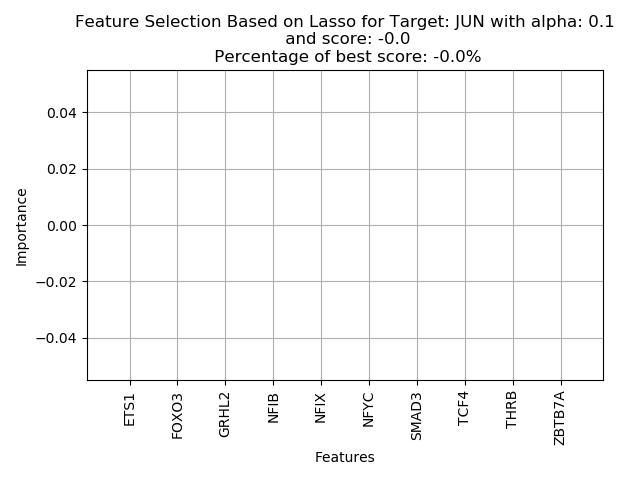 Feature Selection Based on Lasso for Target: JUN with alpha: 0.1
and score: -0.0
Percentage of best score: -0.0%
0.04
0.02
0.00
−0.02
−0.04
Importance
ETS1
FOXO3
GRHL2
NFIB
NFIX
NFYC
SMAD3
TCF4
THRB
ZBTB7A
Features